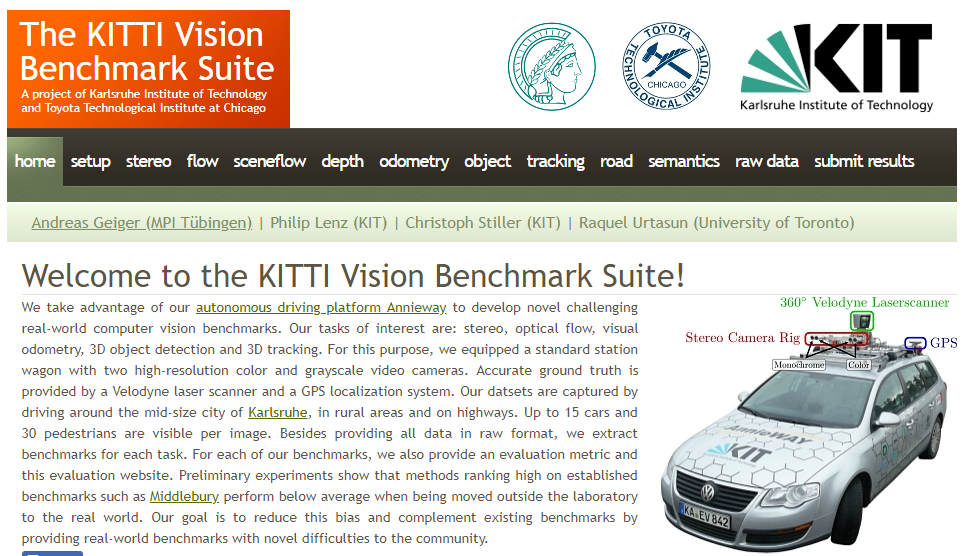 The KITTI Vision
Benchmark Suite
A project of Karlsruhe Institute of Technology
and Toyota Technological Institute at Chicago
TOYOTA
TECHNOLOGICAL INSTITUTE
CHICAGO
KIT
Karlsruhe Institute of Technology
home setup stereo flow sceneflow depth odometry object tracking road semantics raw data submit results
Andreas Geiger (MPI Tübingen) | Philip Lenz (KIT) | Christoph Stiller (KIT) | Raquel Urtasun (University of Toronto)
Welcome to the KITTI Vision Benchmark Suite!
We take advantage of our autonomous driving platform Annieway to develop novel challenging
real-world computer vision benchmarks. Our tasks of interest are: stereo, optical flow, visual
odometry, 3D object detection and 3D tracking. For this purpose, we equipped a standard station
wagon with two high-resolution color and grayscale video cameras. Accurate ground truth is
provided by a Velodyne laser scanner and a GPS localization system. Our datsets are captured by
driving around the mid-size city of Karlsruhe, in rural areas and on highways. Up to 15 cars and
30 pedestrians are visible per image. Besides providing all data in raw format, we extract
benchmarks for each task. For each of our benchmarks, we also provide an evaluation metric and
this evaluation website. Preliminary experiments show that methods ranking high on established
benchmarks such as Middlebury perform below average when being moved outside the laboratory
to the real world. Our goal is to reduce this bias and complement existing benchmarks by
providing real-world benchmarks with novel difficulties to the community.
360° Velodyne Laserscanner
Stereo Camera Rig
GPS
Monochrome
Color
AnnieWAY
KIT
KA EV 842